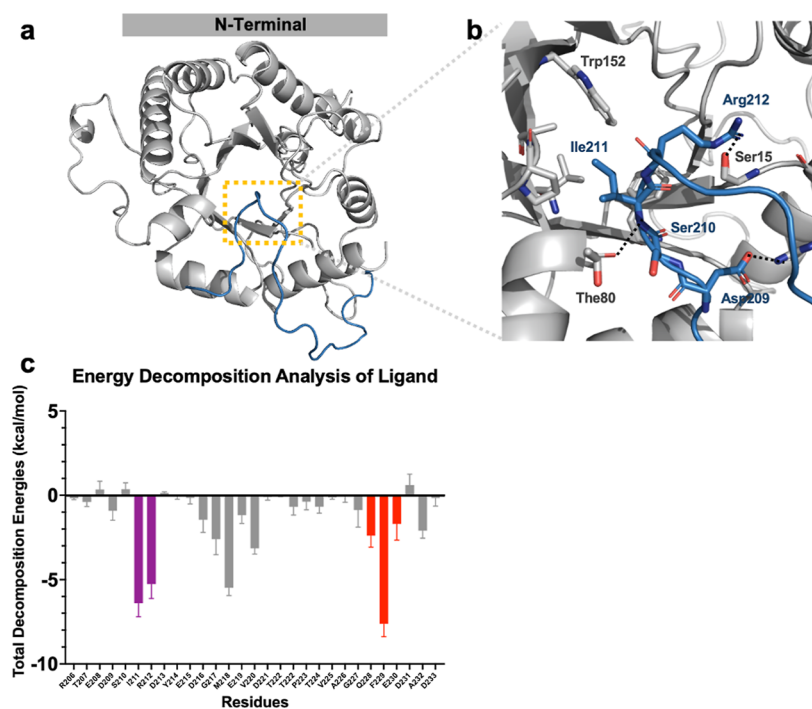 a
N-Terminal
b
Trp152
Arg212
Ile211
Ser15
Ser210
The80
Asp209
c
Energy Decomposition Analysis of Ligand
Total Decomposition Energies (kcal/mol)
5
0
-5
-10
R206 T207 E208 D209 S210 I211 R212 D213 Y214 E215 D216 G217 M218 E219 V220 D221 T222 T222 P223 T224 V225 A226 G227 Q228 F229 E230 D231 A232 D233
Residues